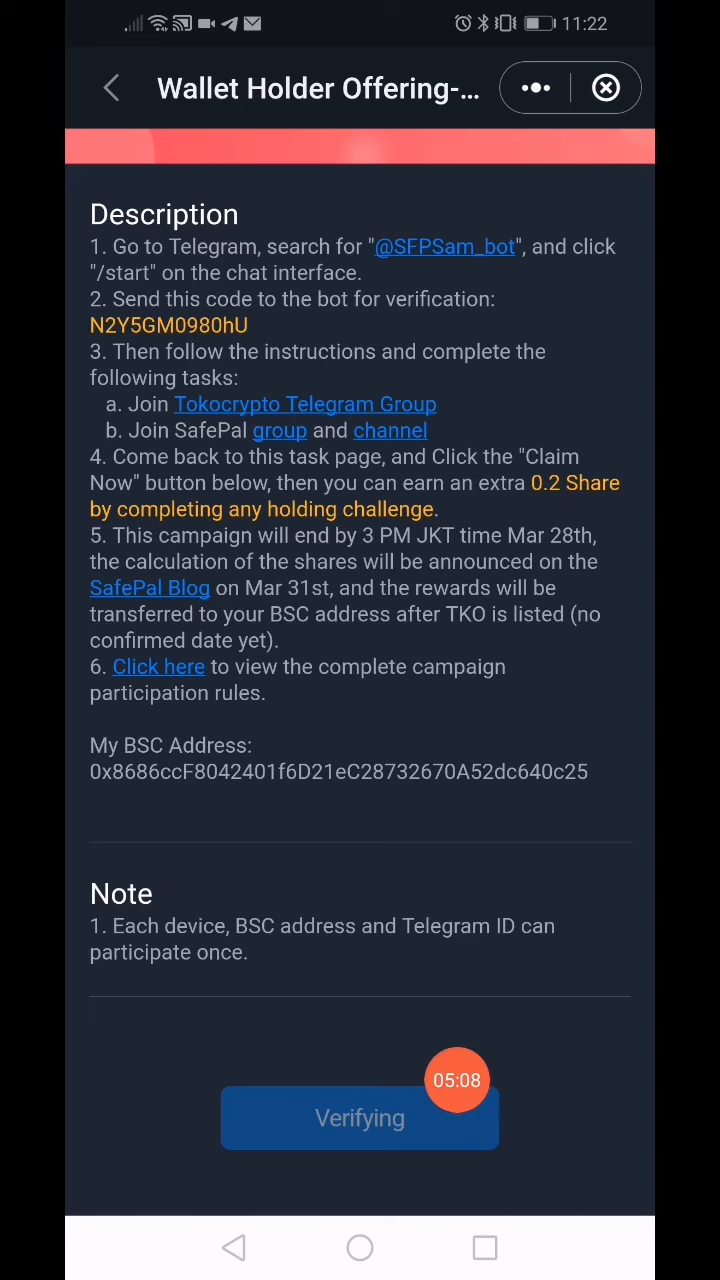 11:22
Wallet Holder Offering-...
Description
1. Go to Telegram, search for "@SFPSam_bot", and click
"/start" on the chat interface.
2. Send this code to the bot for verification:
N2Y5GM0980hU
3. Then follow the instructions and complete the
following tasks:
a. Join Tokocrypto Telegram Group
b. Join SafePal group and channel
4. Come back to this task page, and Click the "Claim
Now" button below, then you can earn an extra 0.2 Share
by completing any holding challenge.
5. This campaign will end by 3 PM JKT time Mar 28th,
the calculation of the shares will be announced on the
SafePal Blog on Mar 31st, and the rewards will be
transferred to your BSC address after TKO is listed (no
confirmed date yet).
6. Click here to view the complete campaign
participation rules.
My BSC Address:
0x8686ccF8042401f6D21eC28732670A52dc640c25
Note
1. Each device, BSC address and Telegram ID can
participate once.
05:08
Verifying